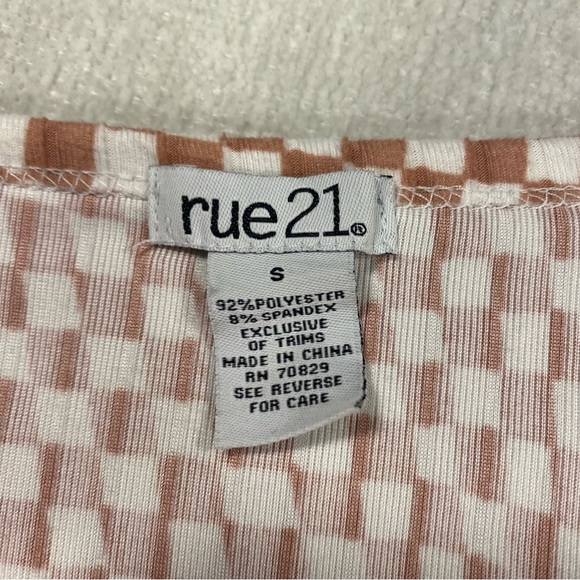 rue21®
S
92%POLYESTER
8% SPANDEX
EXCLUSIVE
OF TRIMS
MADE IN CHINA
RN 70829
SEE REVERSE
FOR CARE